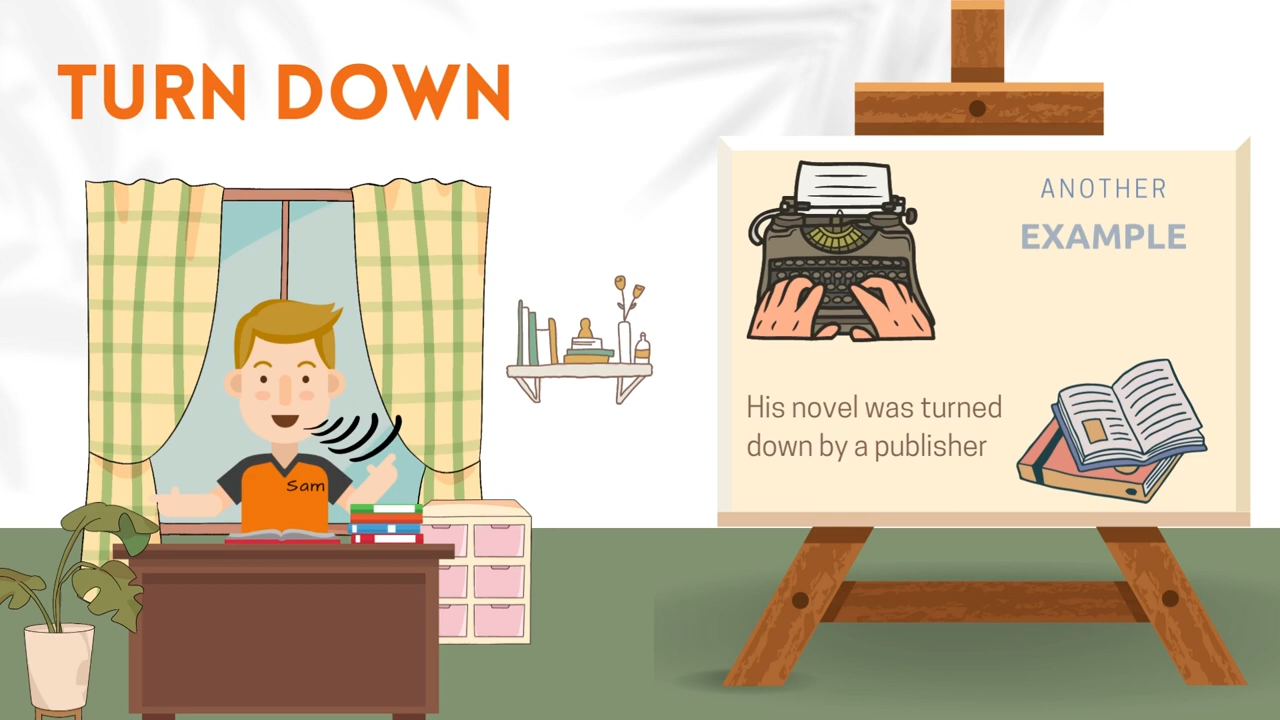 TURN DOWN
Sam
ANOTHER
EXAMPLE
His novel was turned
down by a publisher